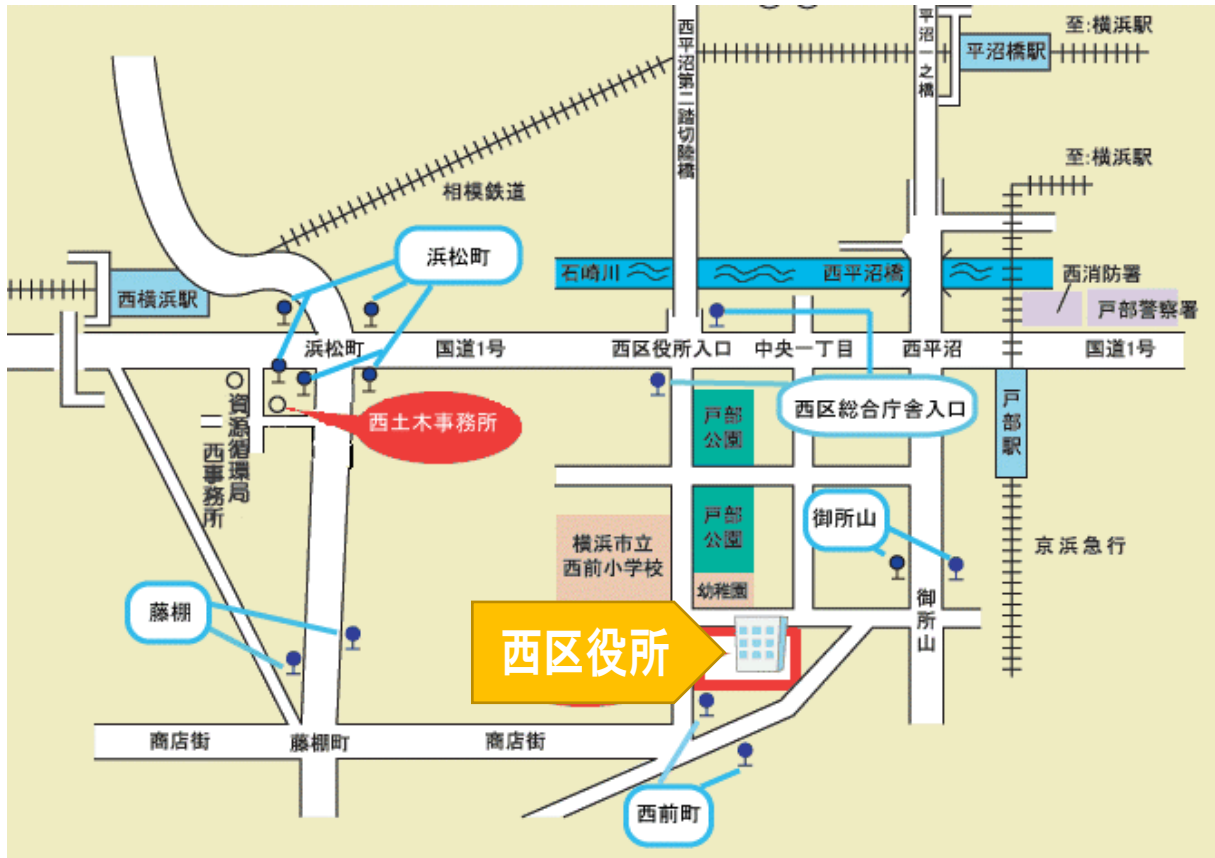 至:横浜駅
西平沼第二踏切陸橋
平沼一之橋
平沼橋駅
至:横浜駅
相模鉄道
浜松町
石崎川
西平沼橋
西消防署
西横浜駅
戸部警察署
浜松町
国道1号
西区役所入口
中央一丁目
西平沼
国道1号
西区総合庁舎入口
戸部駅
資源循環局
西事務所
西土木事務所
戸部
公園
戸部
公園
御所山
京浜急行
横浜市立
西前小学校
幼稚園
藤棚
御所山
西区役所
商店街
藤棚町
商店街
西前町